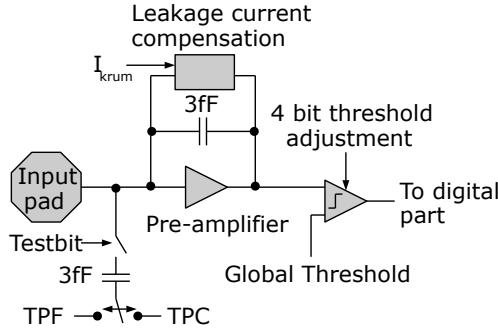 Leakage current
compensation
I krum
3fF
4 bit threshold
adjustment
Input
pad
Pre-amplifier
To digital
part
Testbit
Global Threshold
3fF
TPF
TPC